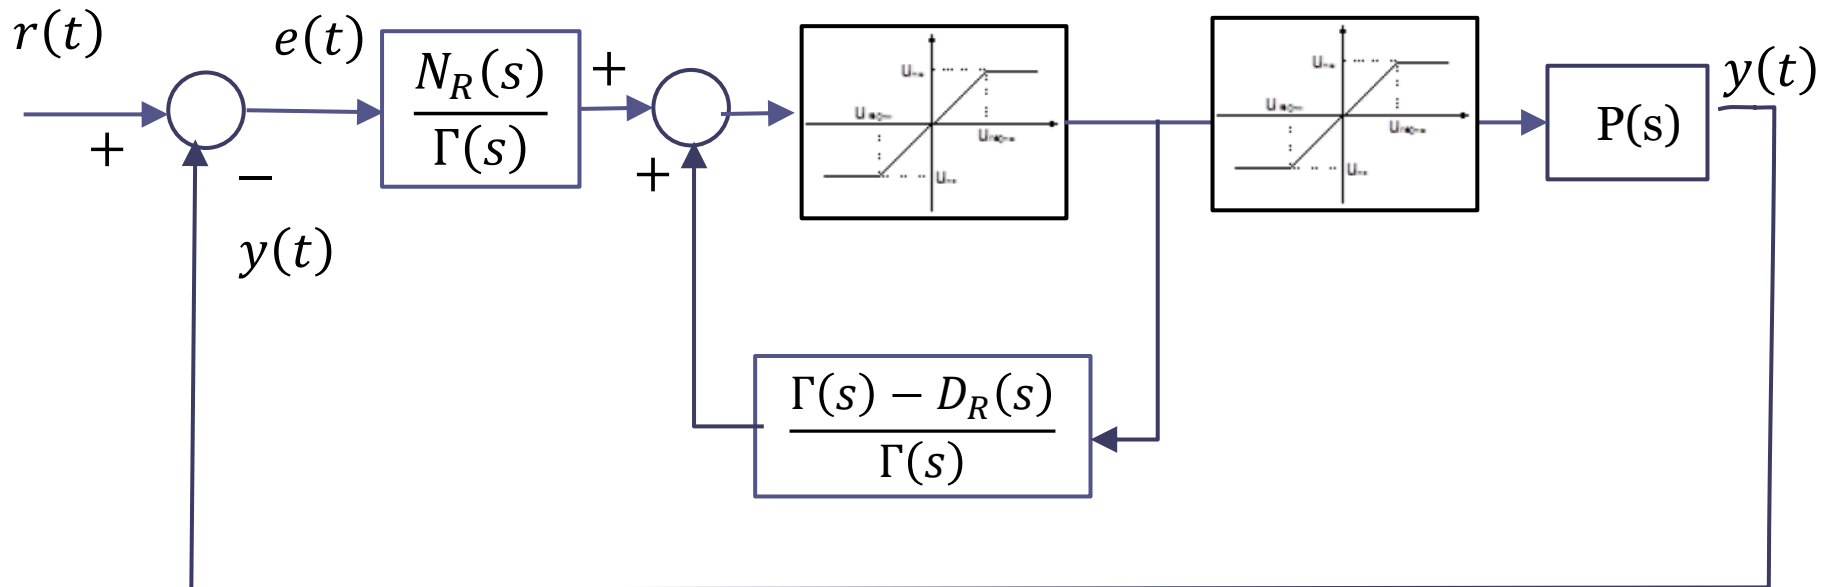 r(t)
e(t)
y(t)
+
+
N_R(s)
Γ(s)
P(s)
+
−
+
y(t)
Γ(s) − D_R(s)
Γ(s)